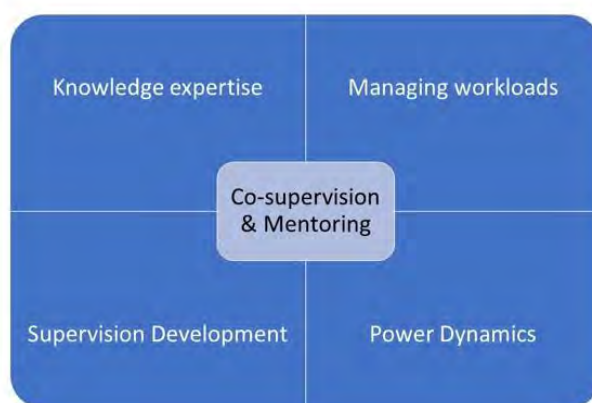 Knowledge expertise
Managing workloads
Co-supervision
& Mentoring
Supervision Development
Power Dynamics